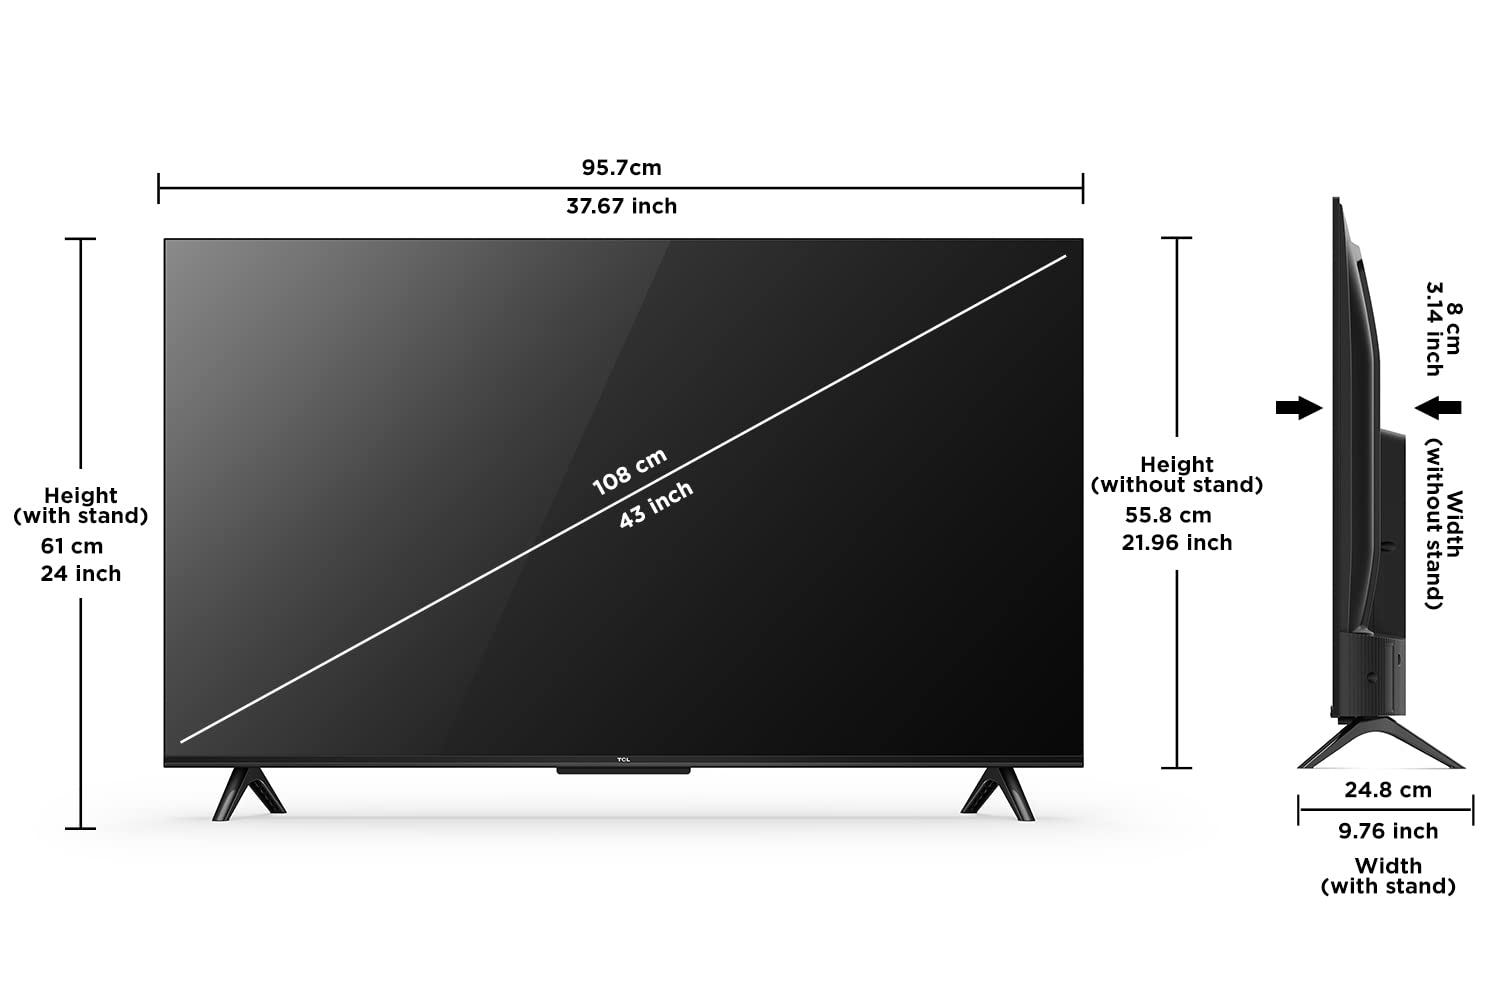 95.7cm
37.67 inch
108 cm
43 inch
Height
(with stand)
61 cm
24 inch
Height
(without stand)
55.8 cm
21.96 inch
8 cm
3.14 inch
Width
(without stand)
TCL
24.8 cm
9.76 inch
Width
(with stand)